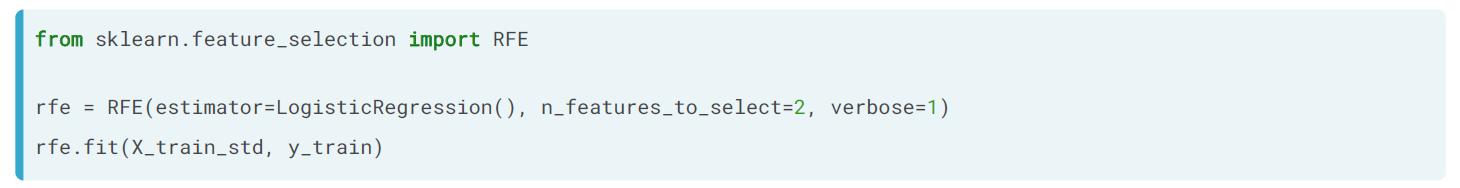 from sklearn.feature_selection import RFE
rfe = RFE(estimator=LogisticRegression(), n_features_to_select=2, verbose=1)
rfe.fit(X_train_std, y_train)